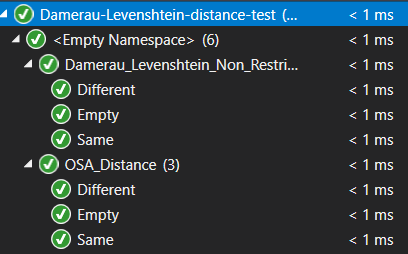 Damerau-Levenshtein-distance-test (... < 1 ms
<Empty Namespace> (6) < 1 ms
Damerau_Levenshtein_Non_Restri... < 1 ms
Different < 1 ms
Empty < 1 ms
Same < 1 ms
OSA_Distance (3) < 1 ms
Different < 1 ms
Empty < 1 ms
Same < 1 ms